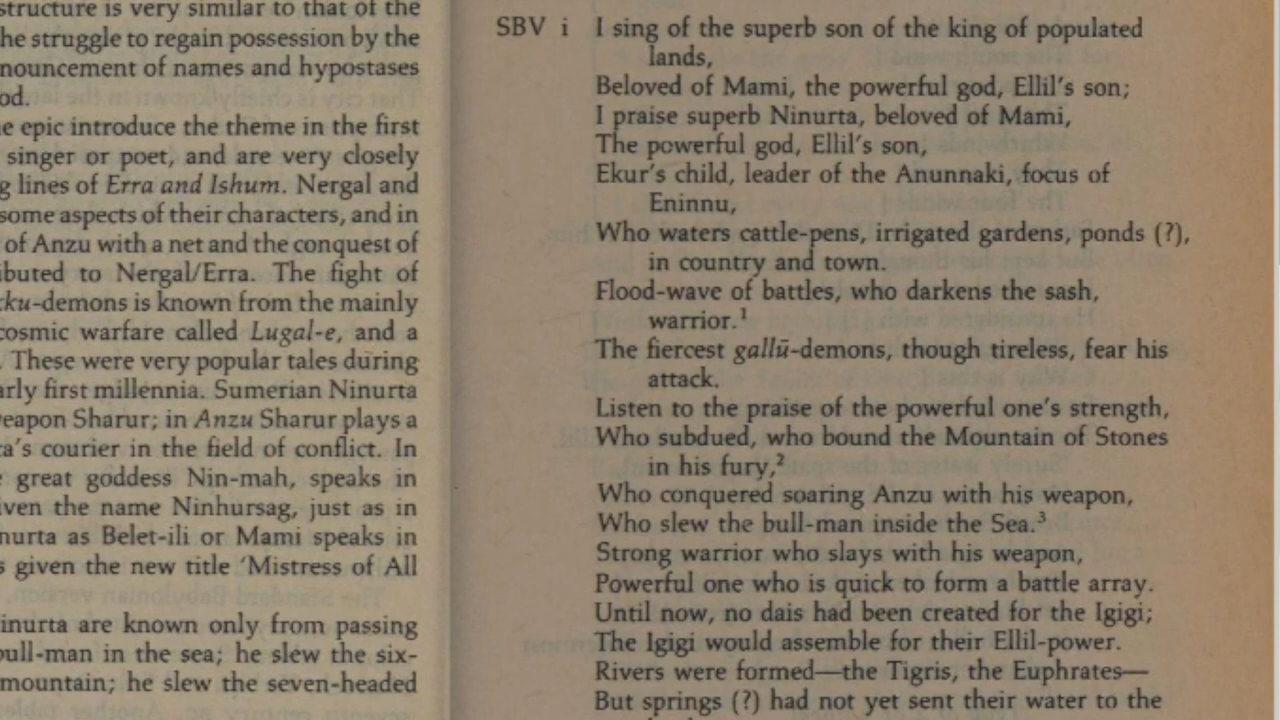 structure is very similar to that of the
he struggle to regain possession by the
nouncement of names and hypostases
od.
e epic introduce the theme in the first
singer or poet, and are very closely
g lines of Erra and Ishum. Nergal and
some aspects of their characters, and in
of Anzu with a net and the conquest of
ibuted to Nergal/Erra. The fight of
kku-demons is known from the mainly
cosmic warfare called Lugal-e, and a
. These were very popular tales during
arly first millennia. Sumerian Ninurta
weapon Sharur; in Anzu Sharur plays a
ta's courier in the field of conflict. In
e great goddess Nin-mah, speaks in
iven the name Ninhursag, just as in
nurta as Belet-ili or Mami speaks in
s given the new title 'Mistress of All
inurta are known only from passing
bull-man in the sea; he slew the six-
mountain; he slew the seven-headed
SBV i I sing of the superb son of the king of populated
lands,
Beloved of Mami, the powerful god, Ellil's son;
I praise superb Ninurta, beloved of Mami,
The powerful god, Ellil's son,
Ekur's child, leader of the Anunnaki, focus of
Eninnu,
Who waters cattle-pens, irrigated gardens, ponds (?),
in country and town.
Flood-wave of battles, who darkens the sash,
warrior.¹
The fiercest gallū-demons, though tireless, fear his
attack.
Listen to the praise of the powerful one's strength,
Who subdued, who bound the Mountain of Stones
in his fury,²
Who conquered soaring Anzu with his weapon,
Who slew the bull-man inside the Sea.³
Strong warrior who slays with his weapon,
Powerful one who is quick to form a battle array.
Until now, no dais had been created for the Igigi;
The Igigi would assemble for their Ellil-power.
Rivers were formed—the Tigris, the Euphrates—
But springs (?) had not yet sent their water to the